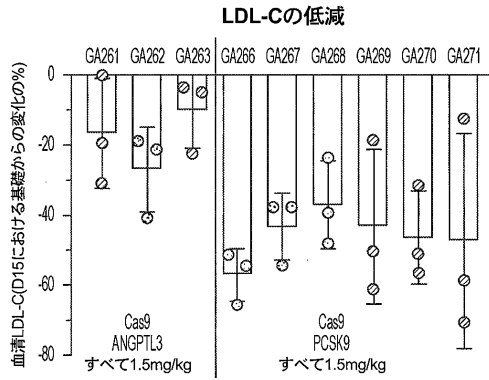 LDL-Cの低減
GA261 GA262 GA263 GA266 GA267 GA268 GA269 GA270 GA271
血清LDL-C(D15における基礎からの変化の%)
0
-20
-40
-60
-80
Cas9
ANGPTL3
すべて1.5mg/kg
Cas9
PCSK9
すべて1.5mg/kg